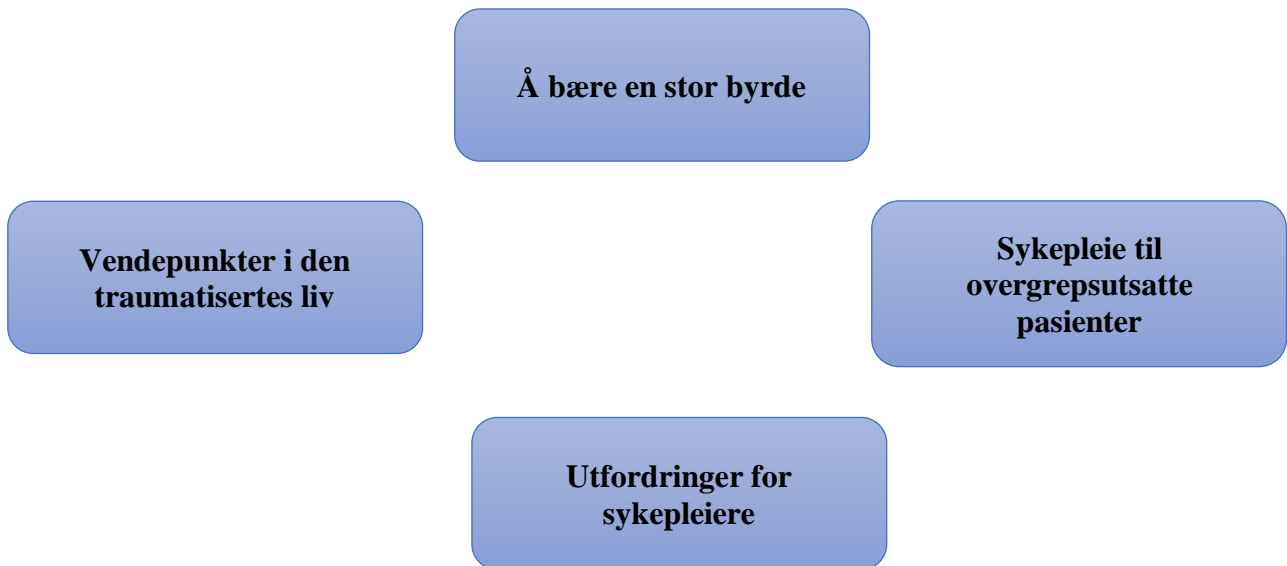 Å bære en stor byrde
Vendepunkter i den
traumatisertes liv
Sykepleie til
overgrepsutsatte
pasienter
Utfordringer for
sykepleiere